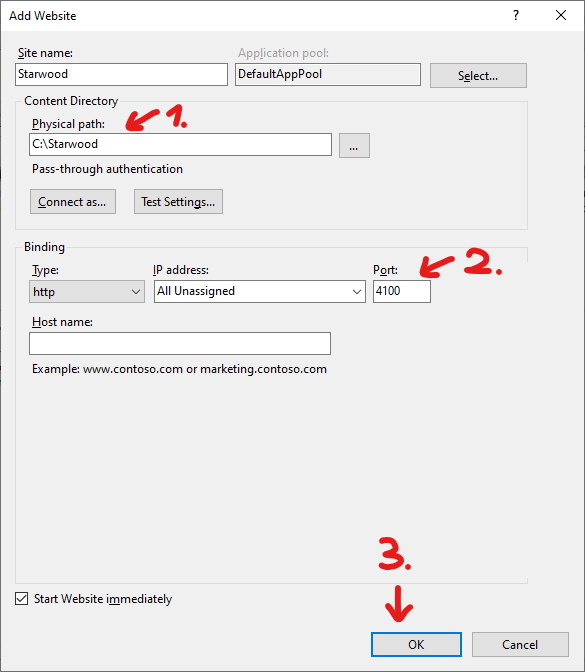 Add Website
?
Site name:
Application pool:
Starwood
DefaultAppPool
Select...
Content Directory
Physical path:
1.
C:\Starwood
...
Pass-through authentication
Connect as...
Test Settings...
Binding
2.
Type:
IP address:
Port:
http
All Unassigned
4100
Host name:
Example: www.contoso.com or marketing.contoso.com
3.
Start Website immediately
OK
Cancel